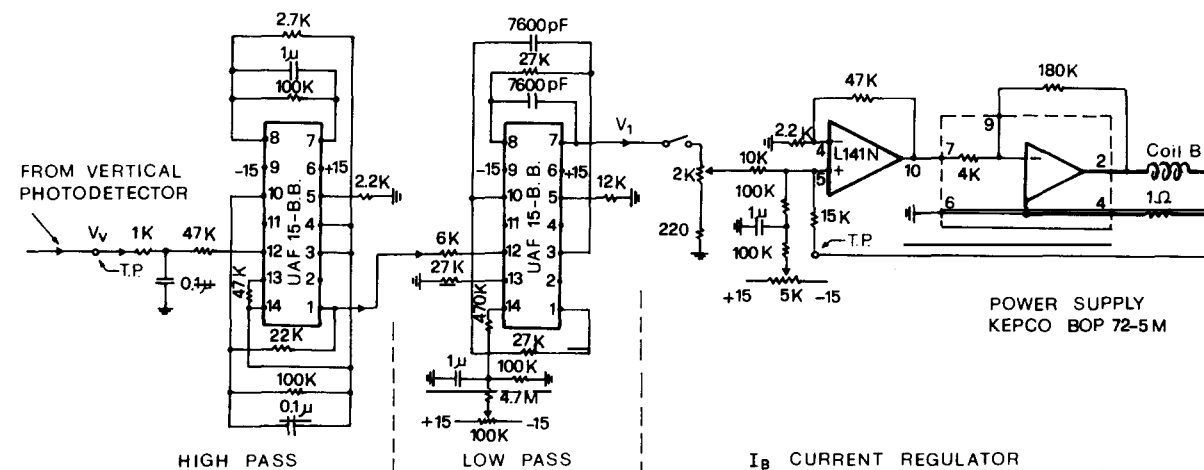 FROM VERTICAL
PHOTODETECTOR
Vv
T.P.
1K
0.1μ
47K
2.7K
1μ
100K
8
7
-15
9
6
+15
10
5
2.2K
11
4
12
3
13
2
14
1
UAF 15-B.B.
47K
22K
100K
0.1μ
HIGH PASS
7600pF
27K
7600pF
8
7
-15
9
6
+15
10
5
12K
11
4
6K
12
3
27K
13
2
14
1
UAF 15-B.B.
470K
27K
1μ
100K
4.7M
+15
-15
100K
LOW PASS
V1
2K
220
10K
2.2K
47K
4
5
L141N
10
100K
1μ
100K
15K
T.P.
+15
5K
-15
180K
9
7
4K
2
6
4
Coil B
1Ω
POWER SUPPLY
KEPCO BOP 72-5M
IB CURRENT REGULATOR